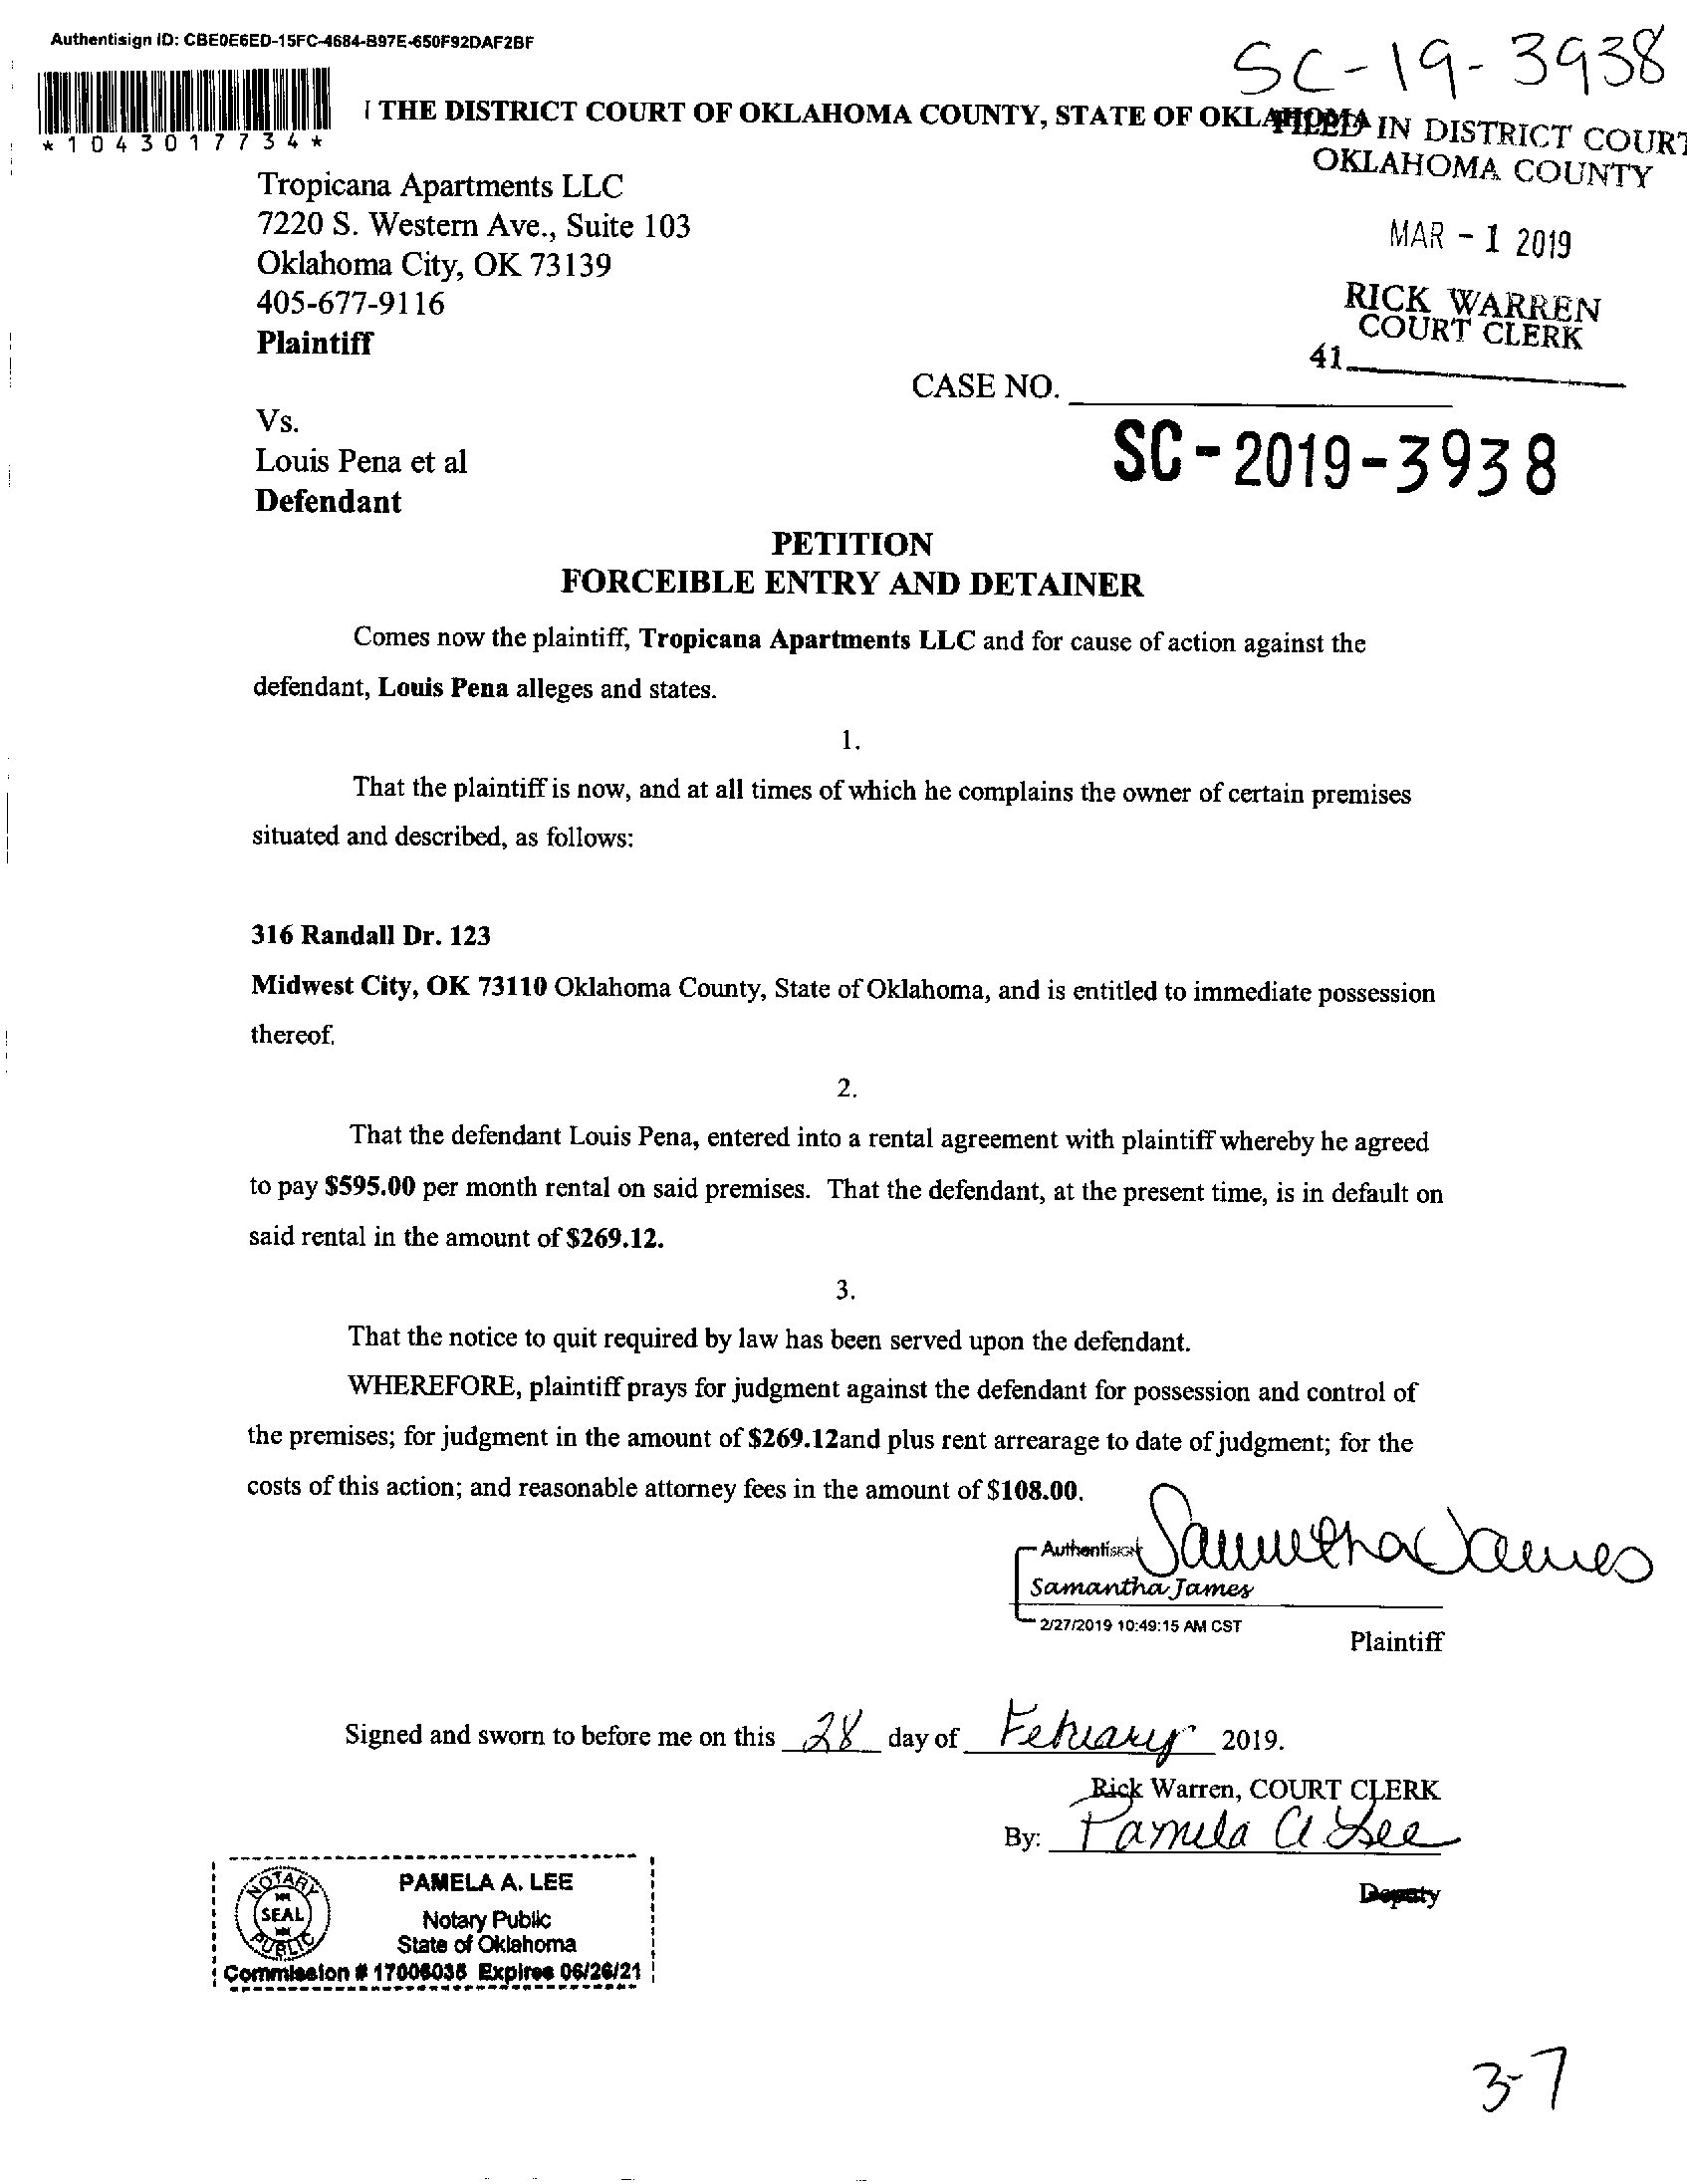 Authentisign ID: CBE0E6ED-15FC-4684-B97E-650F92DAF2BF
SC-19-3938
*1043017734*
THE DISTRICT COURT OF OKLAHOMA COUNTY, STATE OF OKLAHOMA
FILED IN DISTRICT COURT
OKLAHOMA COUNTY
MAR - 1 2019
RICK WARREN
COURT CLERK
41
Tropicana Apartments LLC
7220 S. Western Ave., Suite 103
Oklahoma City, OK 73139
405-677-9116
Plaintiff
CASE NO.
Vs.
Louis Pena et al
Defendant
SC-2019-3938
PETITION
FORCEIBLE ENTRY AND DETAINER
Comes now the plaintiff, Tropicana Apartments LLC and for cause of action against the
defendant, Louis Pena alleges and states.
1.
That the plaintiff is now, and at all times of which he complains the owner of certain premises
situated and described, as follows:
316 Randall Dr. 123
Midwest City, OK 73110 Oklahoma County, State of Oklahoma, and is entitled to immediate possession
thereof.
2.
That the defendant Louis Pena, entered into a rental agreement with plaintiff whereby he agreed
to pay $595.00 per month rental on said premises. That the defendant, at the present time, is in default on
said rental in the amount of $269.12.
3.
That the notice to quit required by law has been served upon the defendant.
WHEREFORE, plaintiff prays for judgment against the defendant for possession and control of
the premises; for judgment in the amount of $269.12and plus rent arrearage to date of judgment; for the
costs of this action; and reasonable attorney fees in the amount of $108.00.
Samantha James
Samantha James
2/27/2019 10:49:15 AM CST
Plaintiff
Signed and sworn to before me on this 28 day of February 2019.
Rick Warren, COURT CLERK
By: Pamela A Lee
Deputy
NOTARY
SEAL
PUBLIC
PAMELA A. LEE
Notary Public
State of Oklahoma
Commission # 17006035 Expires 06/26/21
3-7